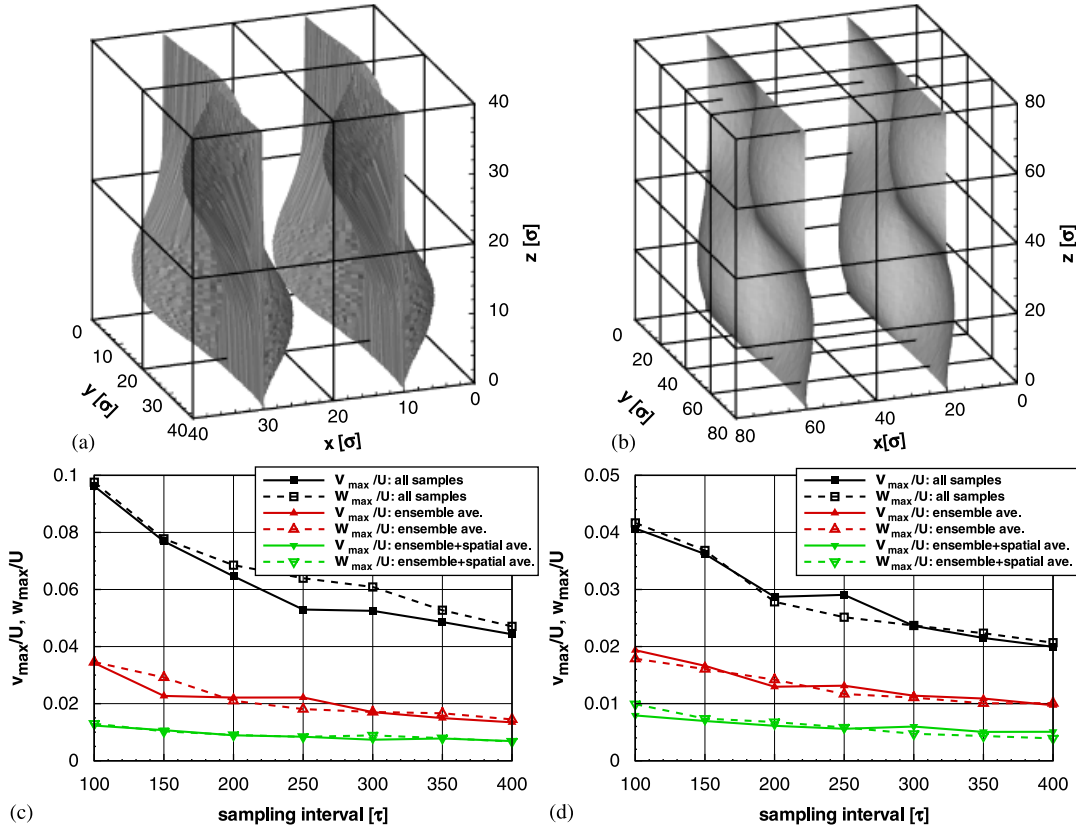 40
30
20
10
0
z [σ]
0
10
20
30
40
y [σ]
40
30
20
10
0
x [σ]
(a)
80
60
40
20
0
z [σ]
0
20
40
60
80
y [σ]
80
60
40
20
0
x[σ]
(b)
0.1
0.08
0.06
0.04
0.02
0
v_max/U, w_max/U
V_max/U: all samples
W_max/U: all samples
V_max/U: ensemble ave.
W_max/U: ensemble ave.
V_max/U: ensemble+spatial ave.
W_max/U: ensemble+spatial ave.
100 150 200 250 300 350 400
sampling interval [τ]
(c)
0.05
0.04
0.03
0.02
0.01
0
v_max/U, w_max/U
V_max/U: all samples
W_max/U: all samples
V_max/U: ensemble ave.
W_max/U: ensemble ave.
V_max/U: ensemble+spatial ave.
W_max/U: ensemble+spatial ave.
100 150 200 250 300 350 400
sampling interval [τ]
(d)